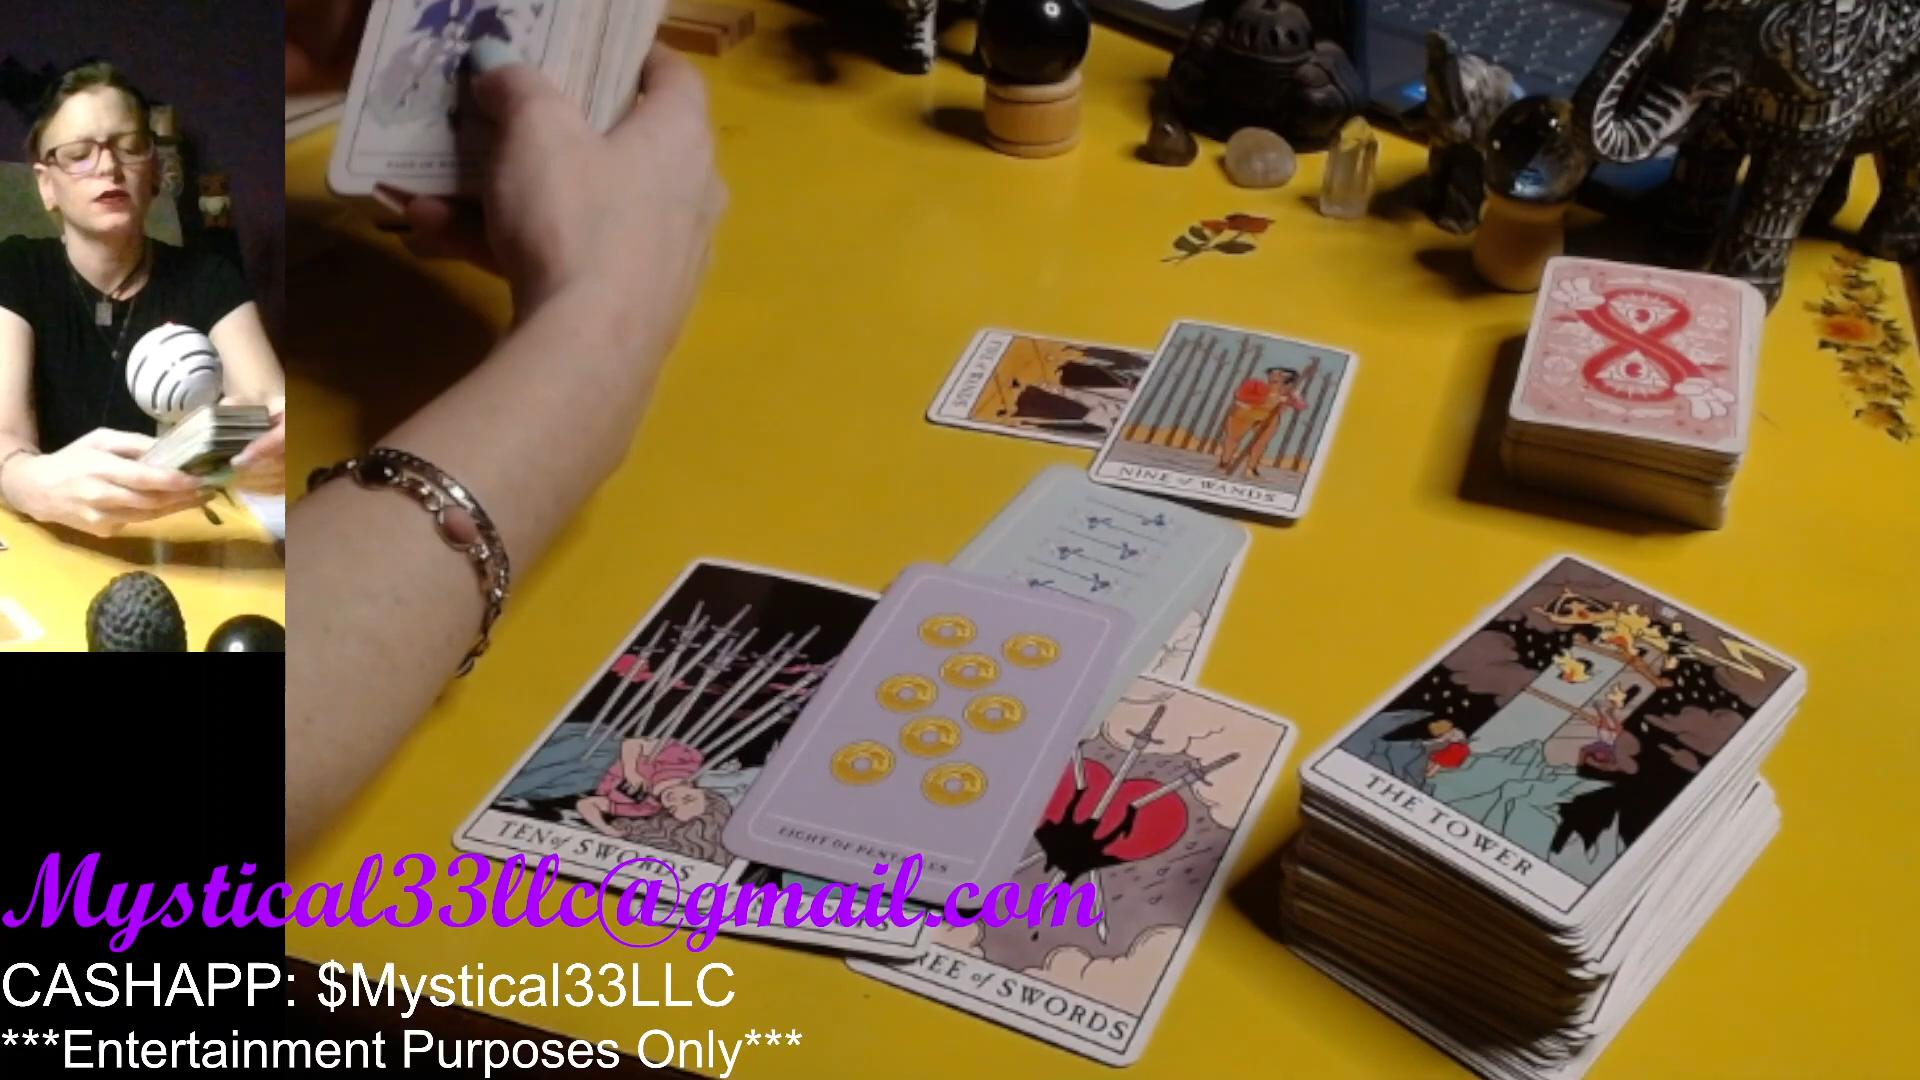 NINE of WANDS
TEN of SWORDS
EIGHT OF PENTACLES
THREE of SWORDS
THE TOWER
Mystical33llc@gmail.com
CASHAPP: $Mystical33LLC
***Entertainment Purposes Only***